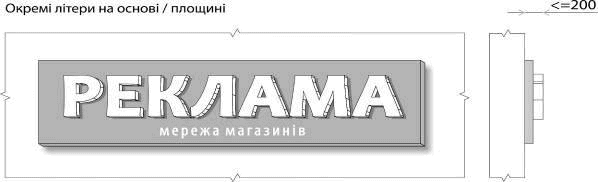 Окремі літери на основі / площині
<=200
РЕКЛАМА
мережа магазинів